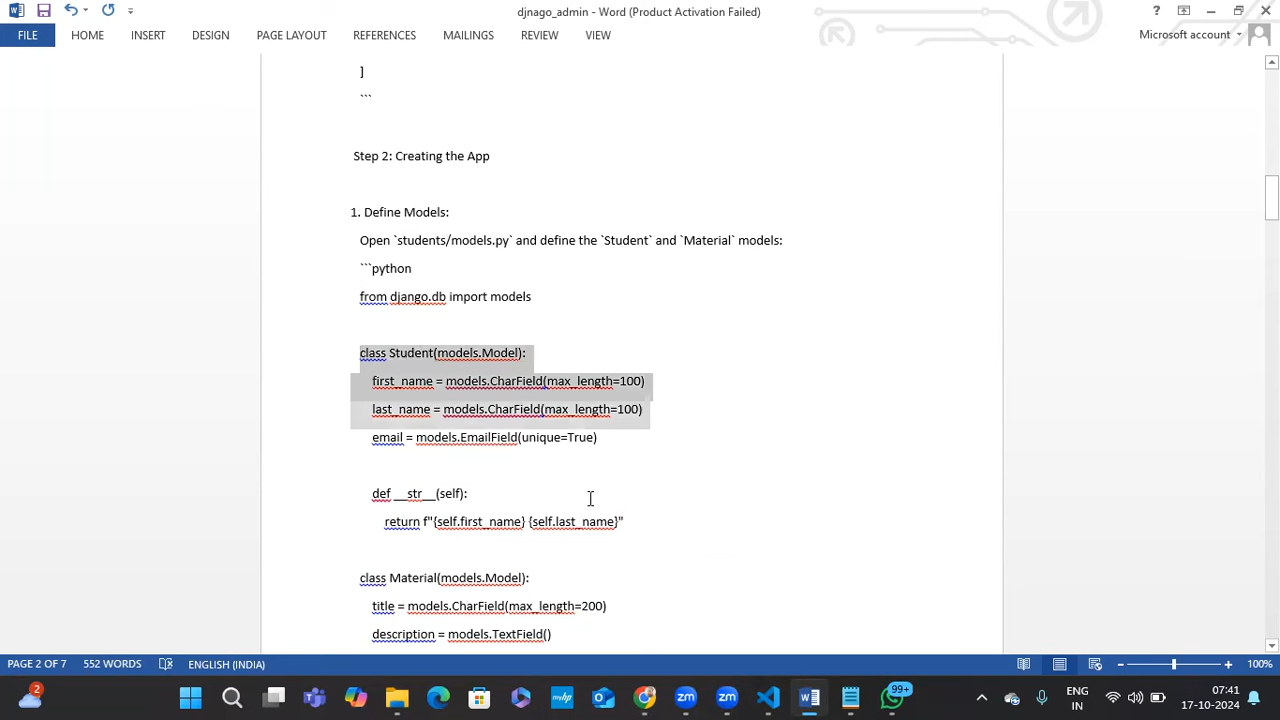 djnago_admin - Word (Product Activation Failed)
FILE HOME INSERT DESIGN PAGE LAYOUT REFERENCES MAILINGS REVIEW VIEW Microsoft account
]
```
Step 2: Creating the App
1. Define Models:
Open `students/models.py` and define the `Student` and `Material` models:
```python
from django.db import models
class Student(models.Model):
first_name = models.CharField(max_length=100)
last_name = models.CharField(max_length=100)
email = models.EmailField(unique=True)
def __str__(self):
return f"{self.first_name} {self.last_name}"
class Material(models.Model):
title = models.CharField(max_length=200)
description = models.TextField()
PAGE 2 OF 7 552 WORDS ENGLISH (INDIA) 100%
2 zm zm 99+ ENG 07:41
IN 17-10-2024